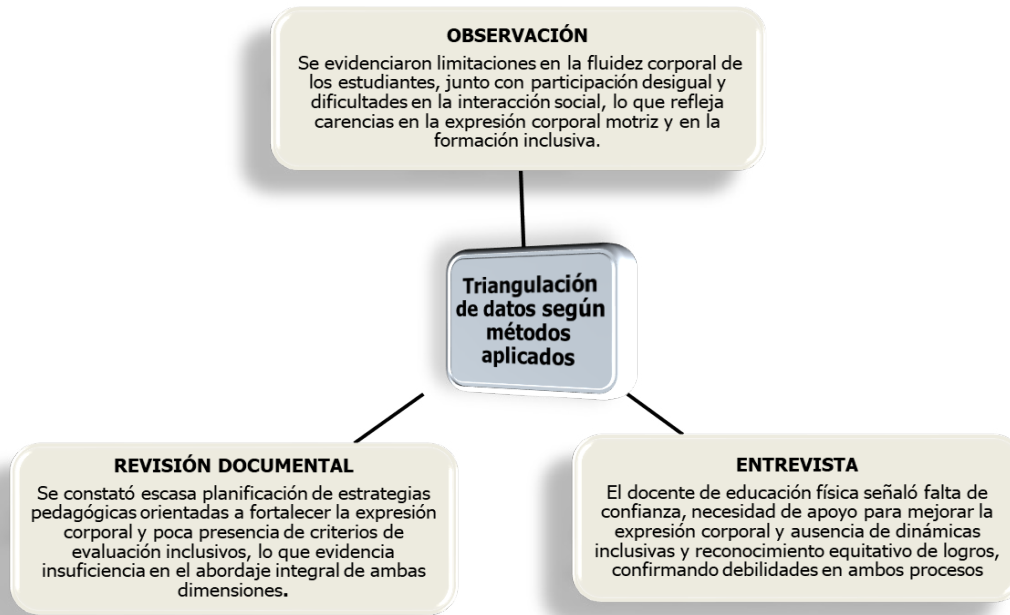 OBSERVACIÓN
Se evidenciaron limitaciones en la fluidez corporal de
los estudiantes, junto con participación desigual y
dificultades en la interacción social, lo que refleja
carencias en la expresión corporal motriz y en la
formación inclusiva.
Triangulación
de datos según
métodos
aplicados
REVISIÓN DOCUMENTAL
Se constató escasa planificación de estrategias
pedagógicas orientadas a fortalecer la expresión
corporal y poca presencia de criterios de
evaluación inclusivos, lo que evidencia
insuficiencia en el abordaje integral de ambas
dimensiones.
ENTREVISTA
El docente de educación física señaló falta de
confianza, necesidad de apoyo para mejorar la
expresión corporal y ausencia de dinámicas
inclusivas y reconocimiento equitativo de logros,
confirmando debilidades en ambos procesos